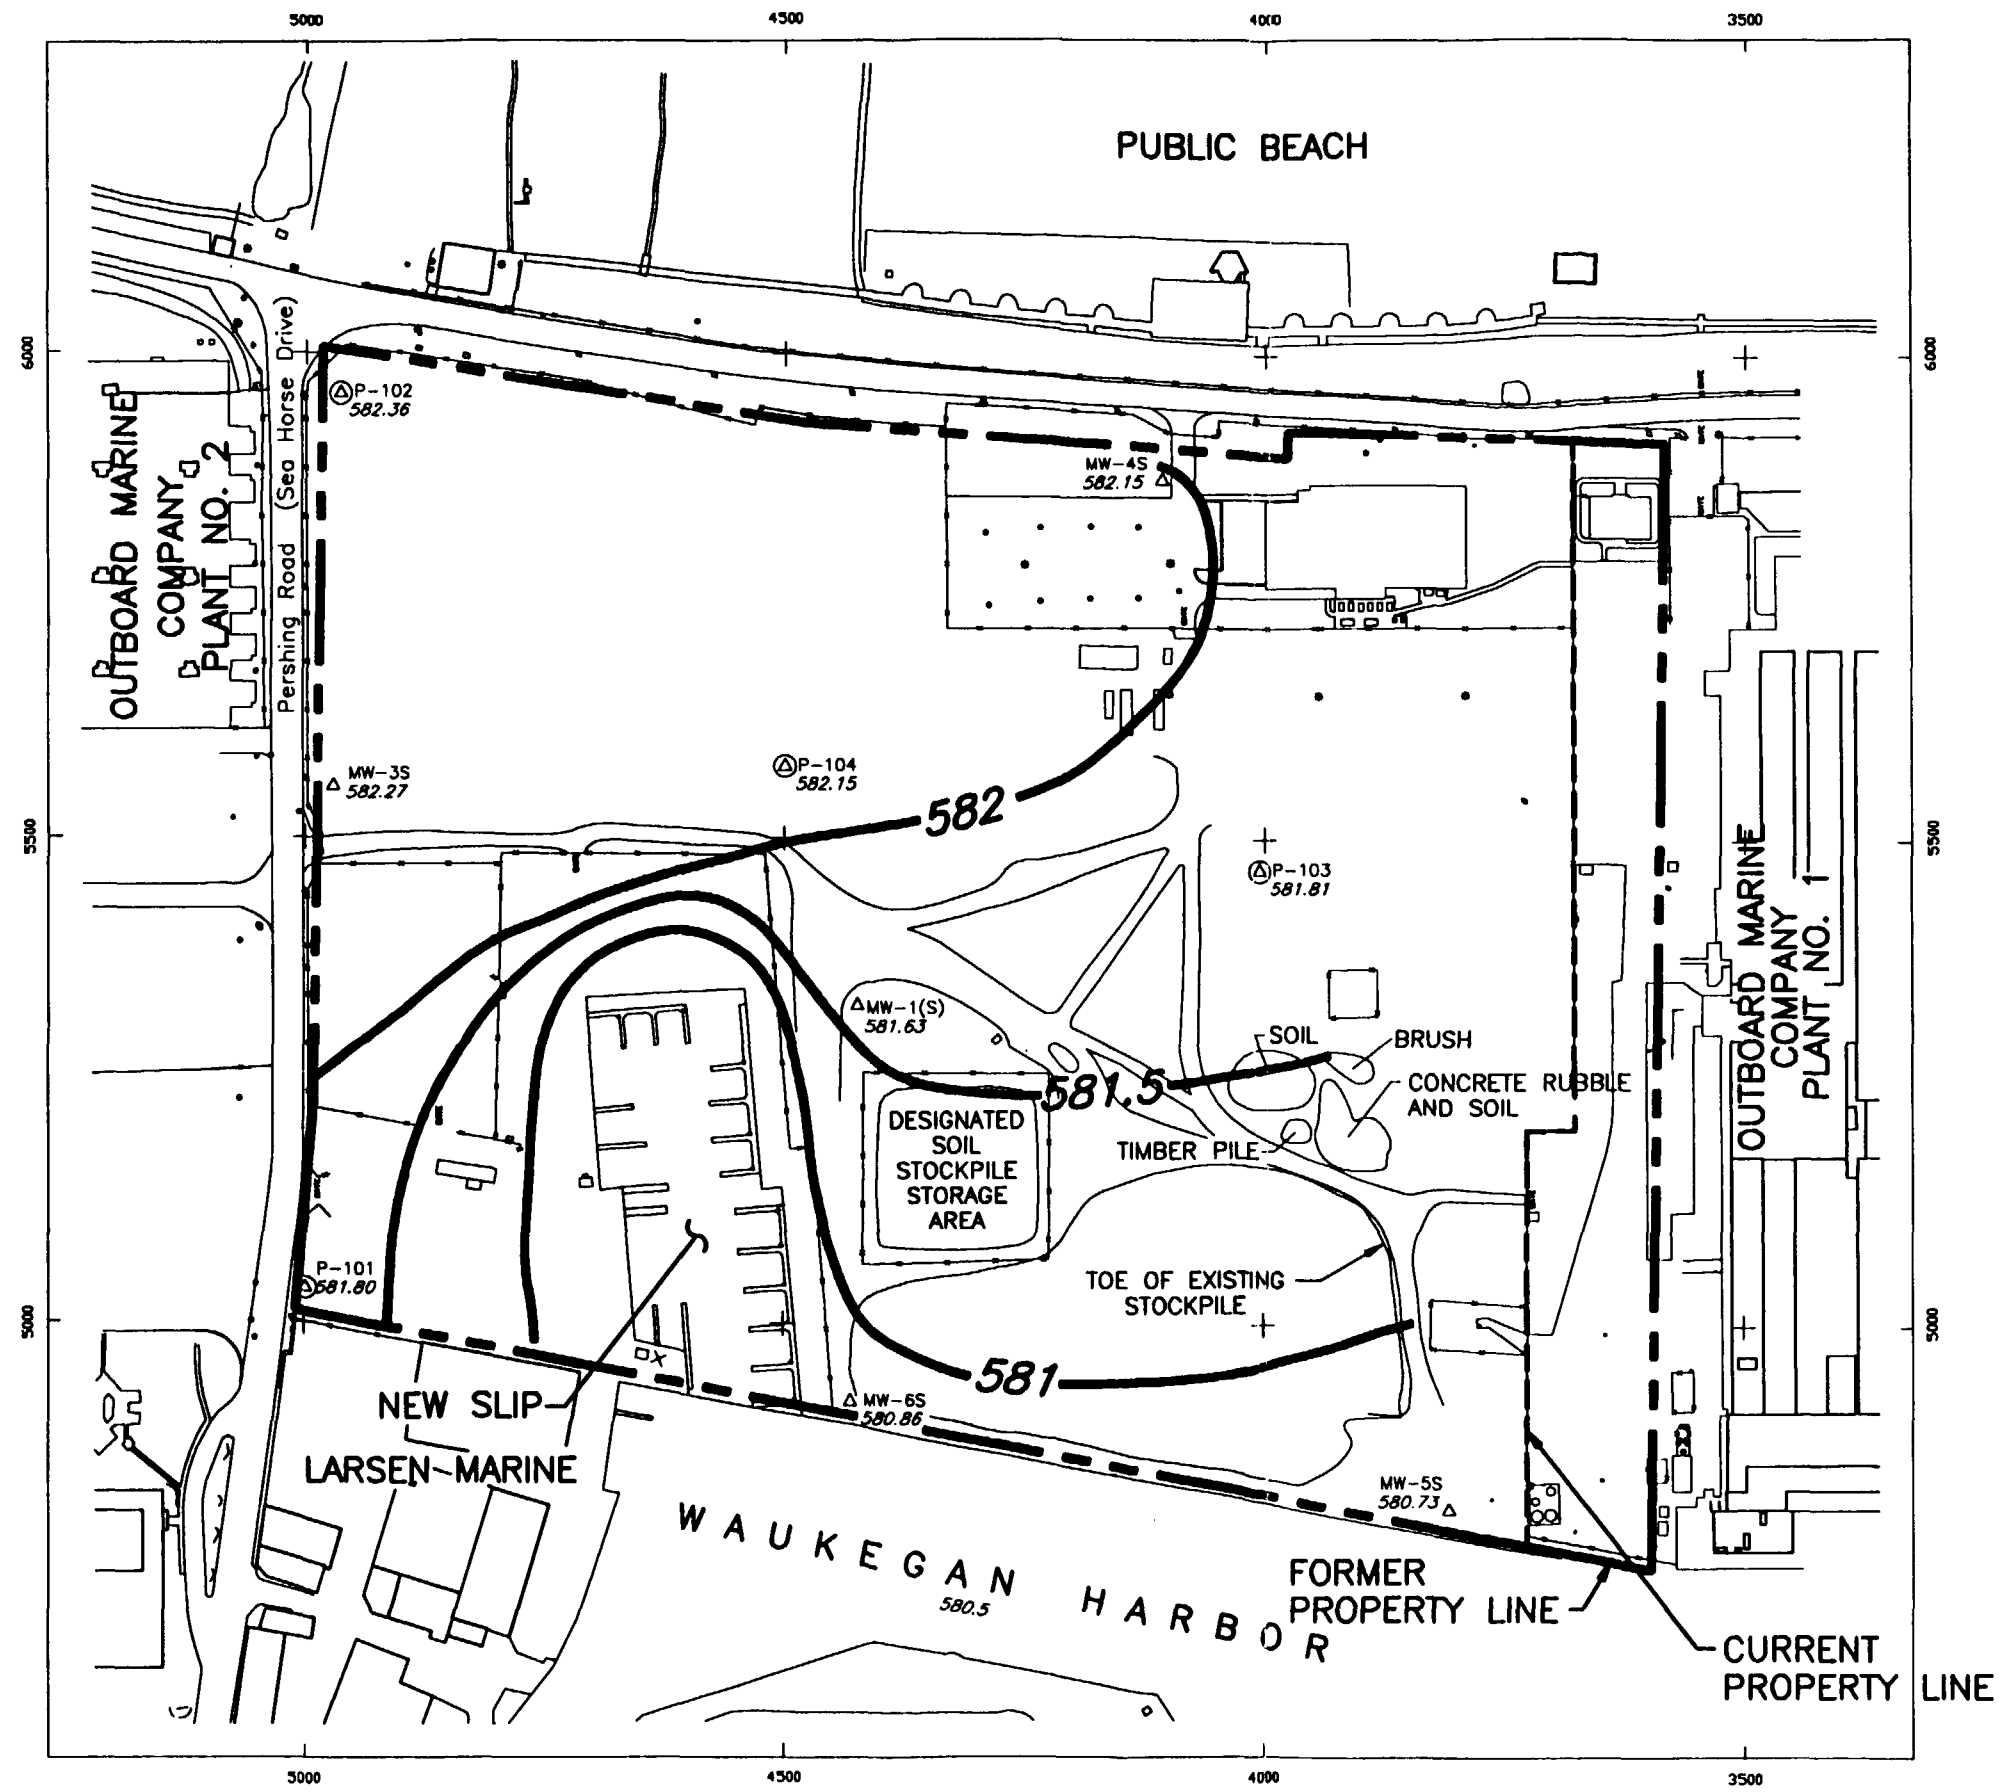 5000 4500 4000 3500
PUBLIC BEACH
6000
6000
Pershing Road (Sea Horse Drive)
P-102
582.36
OUTBOARD MARINE
COMPANY
PLANT NO. 2
MW-4S
582.15
MW-3S
582.27
P-104
582.15
582
5500
5500
P-103
581.81
OUTBOARD MARINE
COMPANY
PLANT NO. 1
MW-1(S)
581.63
SOIL
BRUSH
581.5
CONCRETE RUBBLE
AND SOIL
DESIGNATED
SOIL
STOCKPILE
STORAGE
AREA
TIMBER PILE
P-101
581.80
TOE OF EXISTING
STOCKPILE
5000
5000
581
NEW SLIP
MW-6S
580.86
LARSEN-MARINE
MW-5S
580.73
WAUKEGAN HARBOR
580.5
FORMER
PROPERTY LINE
CURRENT
PROPERTY LINE
5000 4500 4000 3500